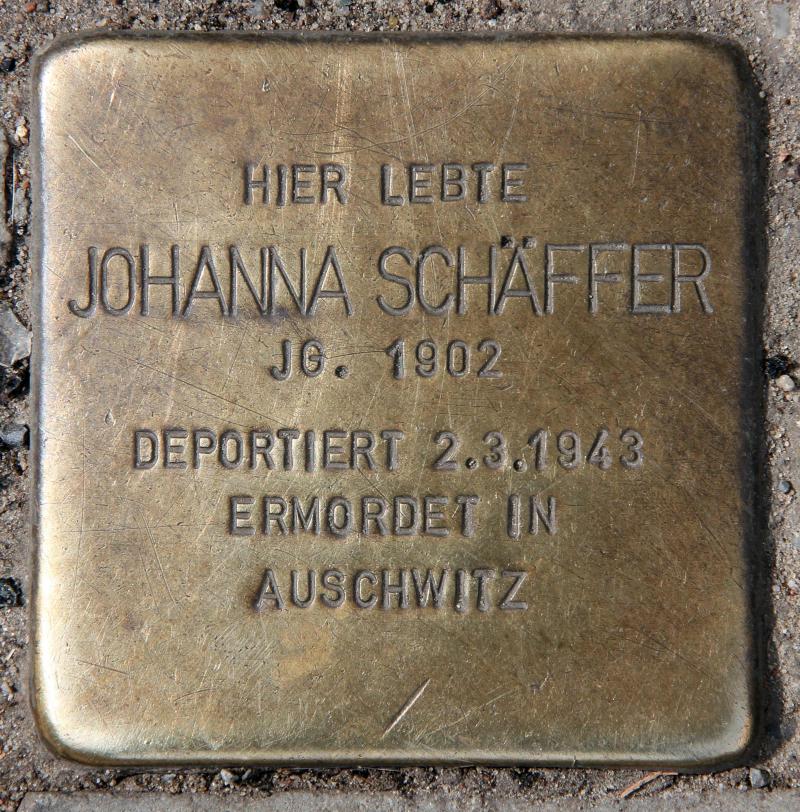 HIER LEBTE
JOHANNA SCHÄFFER
JG. 1902
DEPORTIERT 2.3.1943
ERMORDET IN
AUSCHWITZ